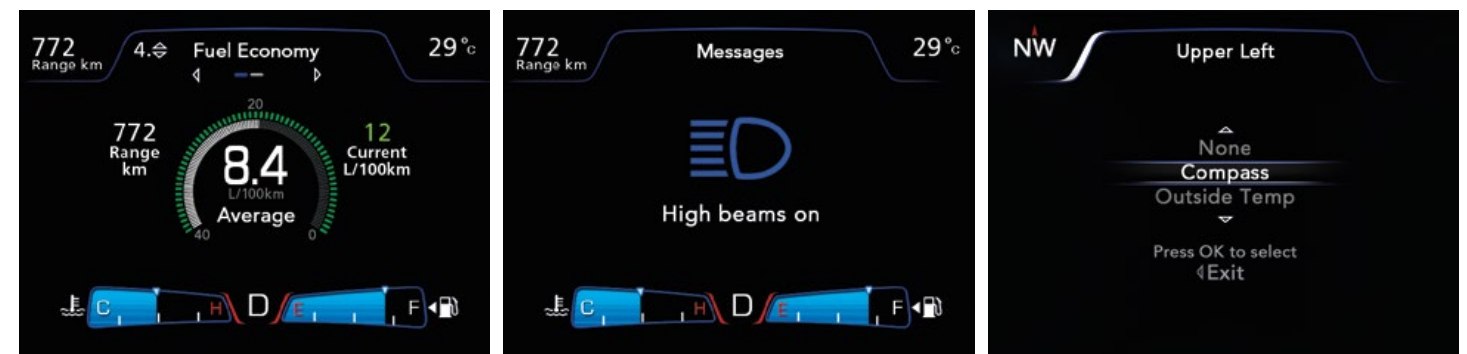 772
Range km
4.
Fuel Economy
29°c
20
772
Range
km
8.4
L/100km
Average
12
Current
L/100km
40
0
C
H
D
E
F
772
Range km
Messages
29°c
High beams on
C
H
D
E
F
NW
Upper Left
None
Compass
Outside Temp
Press OK to select
Exit